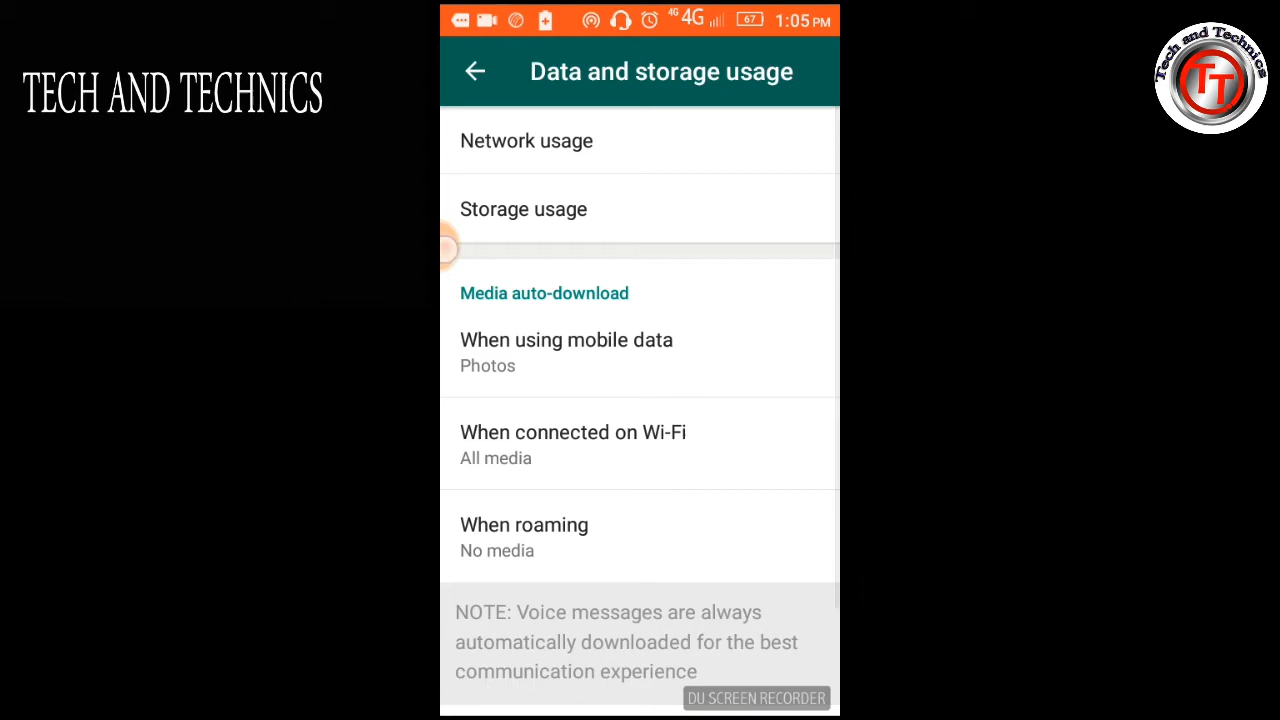 TECH AND TECHNICS
4G 4G 67 1:05 PM
Data and storage usage
Tech and Technics
TT
Network usage
Storage usage
Media auto-download
When using mobile data
Photos
When connected on Wi-Fi
All media
When roaming
No media
NOTE: Voice messages are always
automatically downloaded for the best
communication experience
DU SCREEN RECORDER